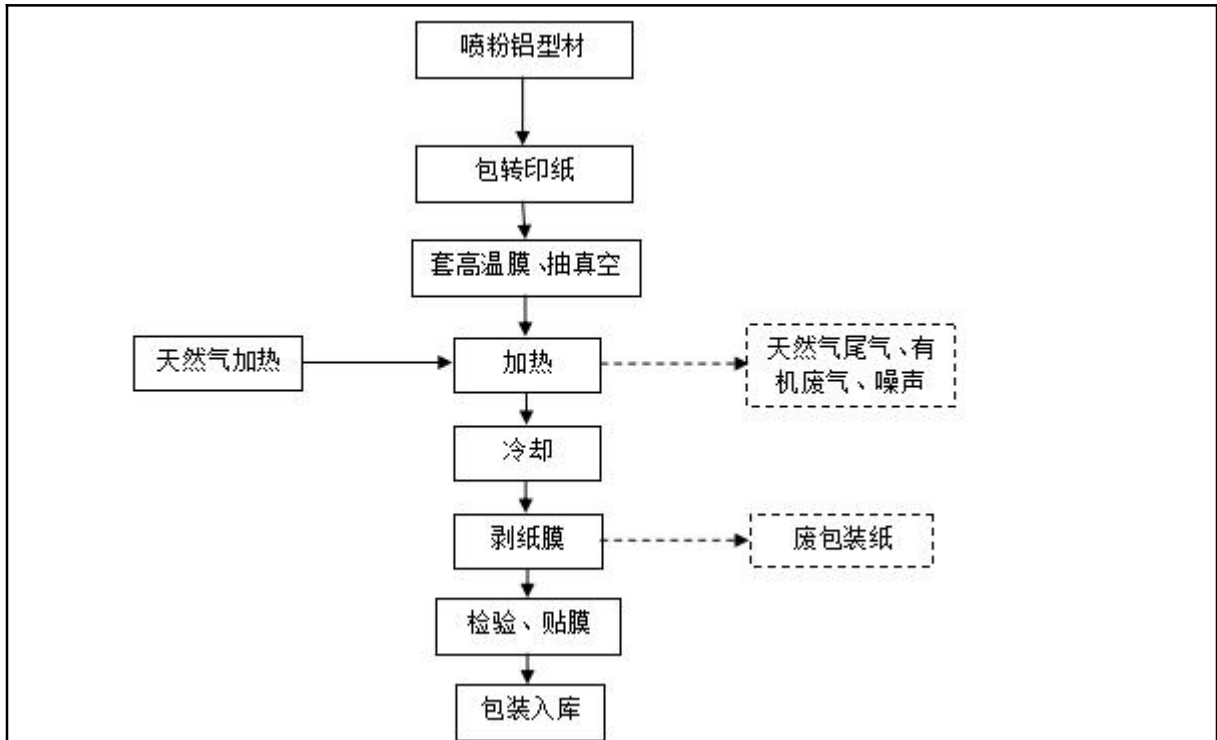 喷粉铝型材
包转印纸
套高温膜、抽真空
天然气加热
加热
天然气尾气、有
机废气、噪声
冷却
剥纸膜
废包装纸
检验、贴膜
包装入库